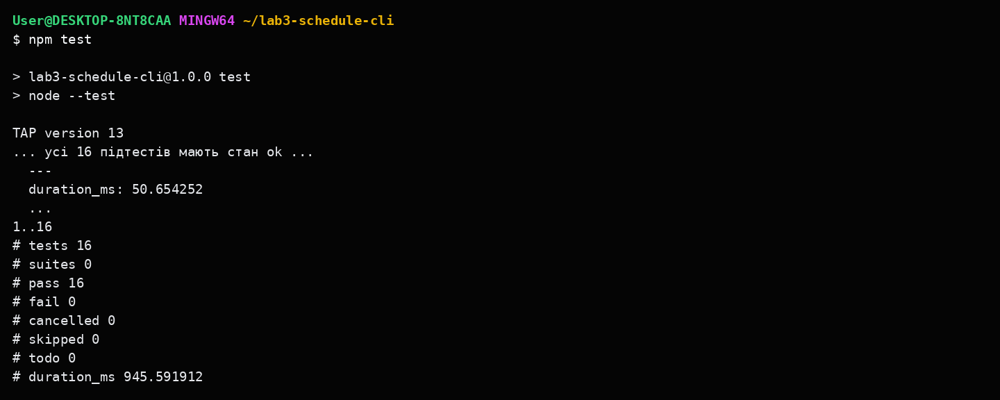 User@DESKTOP-8NT8CAA MINGW64 ~/lab3-schedule-cli
$ npm test
> lab3-schedule-cli@1.0.0 test
> node --test
TAP version 13
... усі 16 підтестів мають стан ok ...
  ---
  duration_ms: 50.654252
  ...
1..16
# tests 16
# suites 0
# pass 16
# fail 0
# cancelled 0
# skipped 0
# todo 0
# duration_ms 945.591912